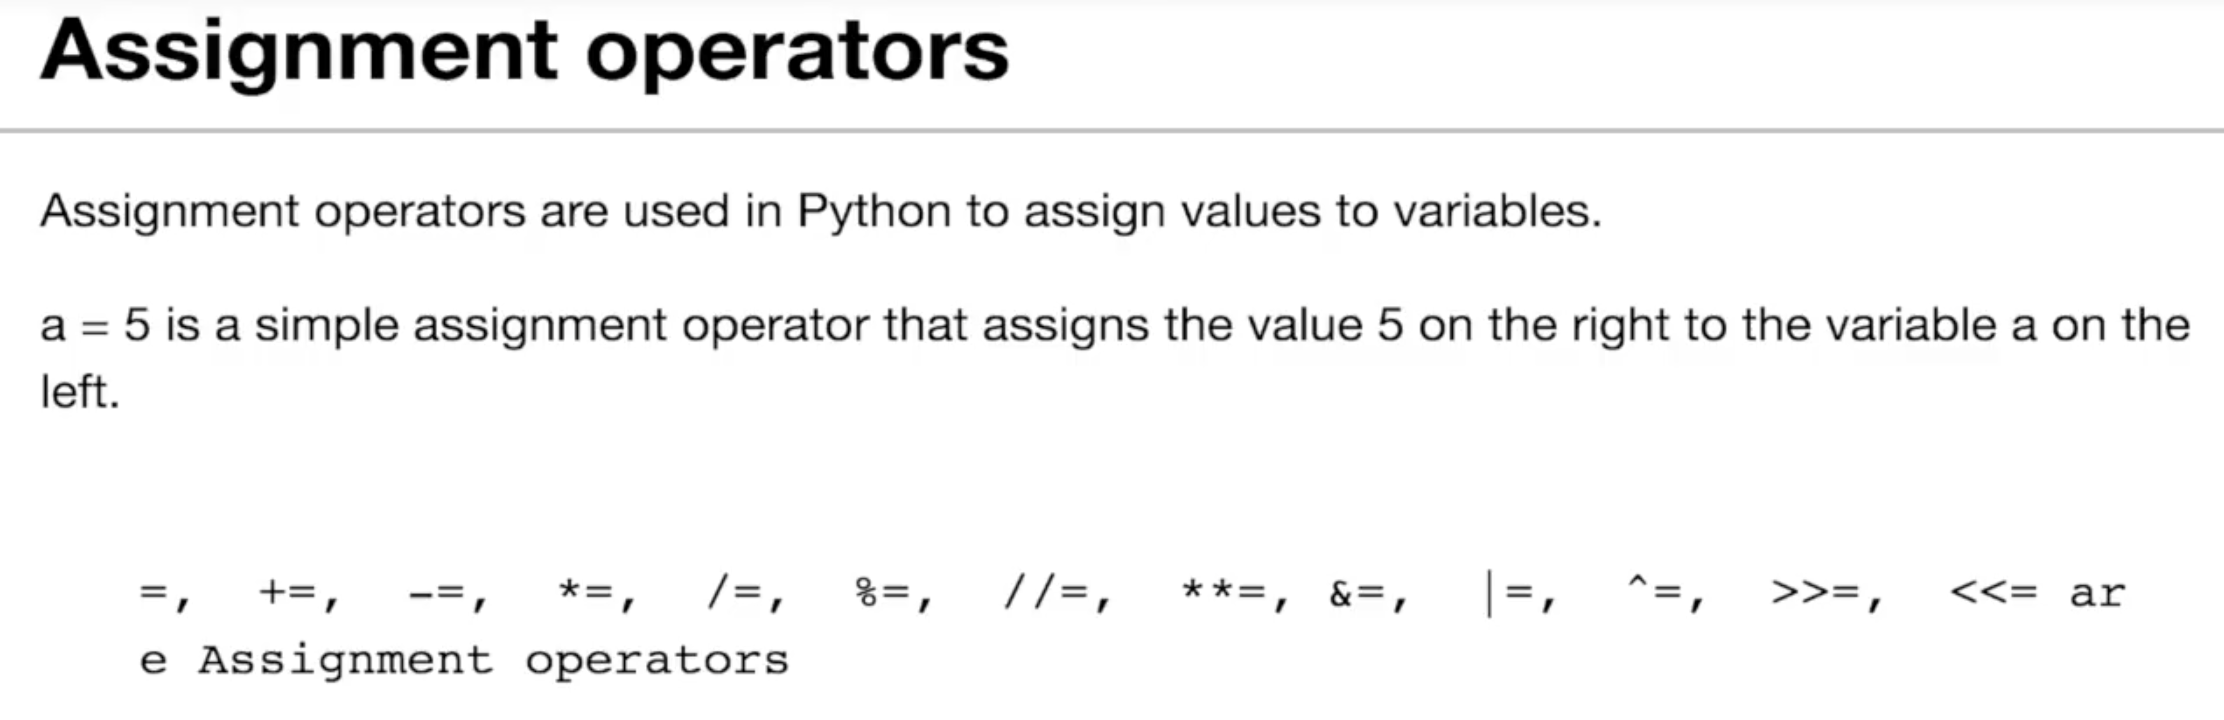 Assignment operators
Assignment operators are used in Python to assign values to variables.
a = 5 is a simple assignment operator that assigns the value 5 on the right to the variable a on the
left.
=, +=, -=, *=, /=, %=, //=, **=, &=, |=, ^=, >>=, <<= ar
e Assignment operators